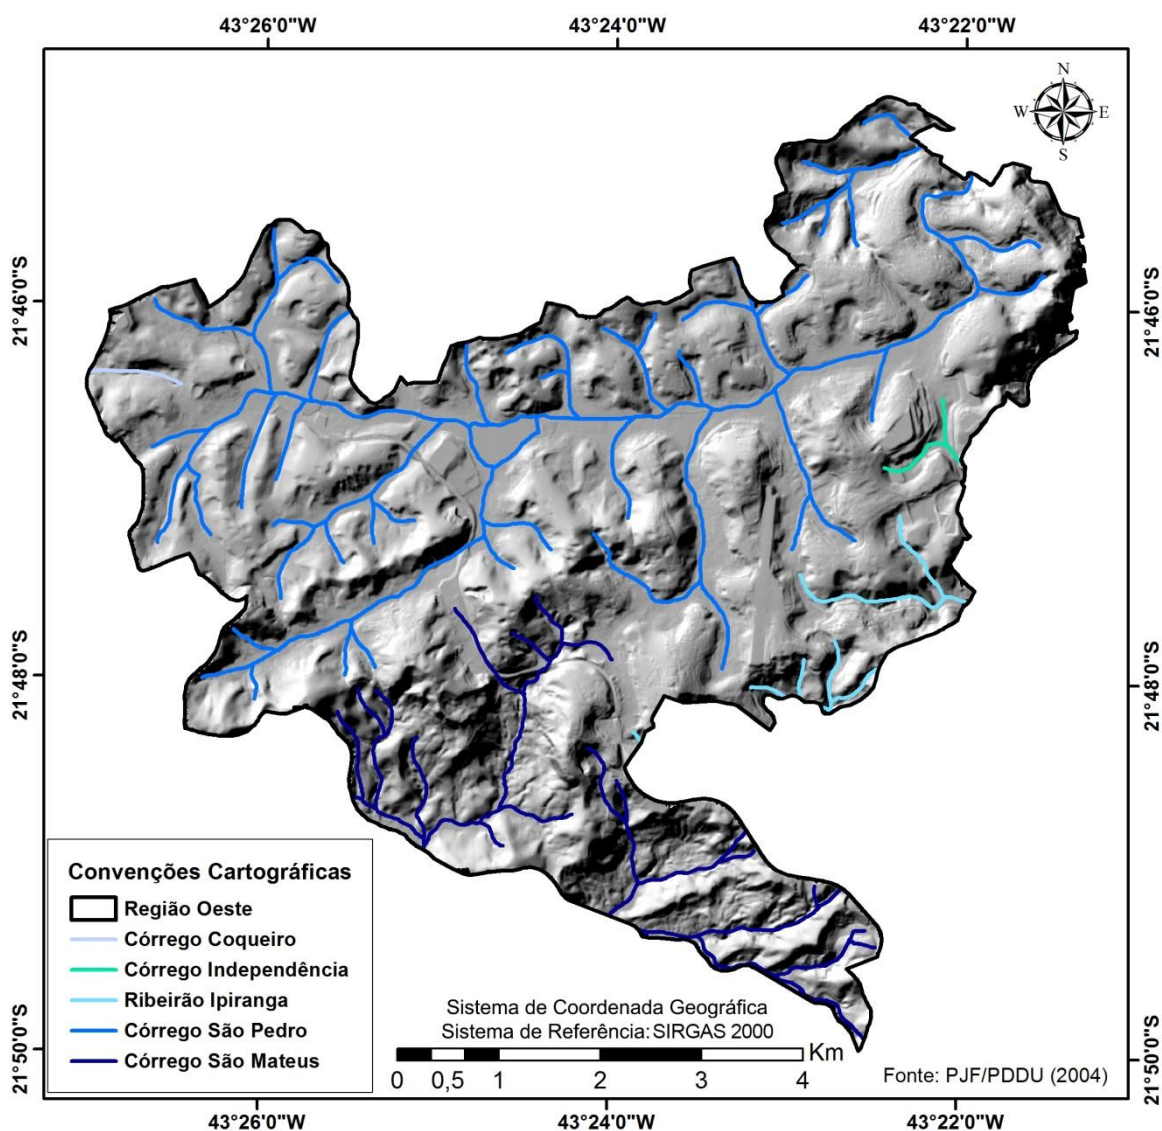 43°26'0"W
43°24'0"W
43°22'0"W
N
W
E
S
21°46'0"S
21°46'0"S
21°48'0"S
21°48'0"S
Convenções Cartográficas
Região Oeste
Córrego Coqueiro
Córrego Independência
Ribeirão Ipiranga
Córrego São Pedro
Córrego São Mateus
Sistema de Coordenada Geográfica
Sistema de Referência: SIRGAS 2000
Km
0 0,5 1 2 3 4
Fonte: PJF/PDDU (2004)
21°50'0"S
21°50'0"S
43°26'0"W
43°24'0"W
43°22'0"W